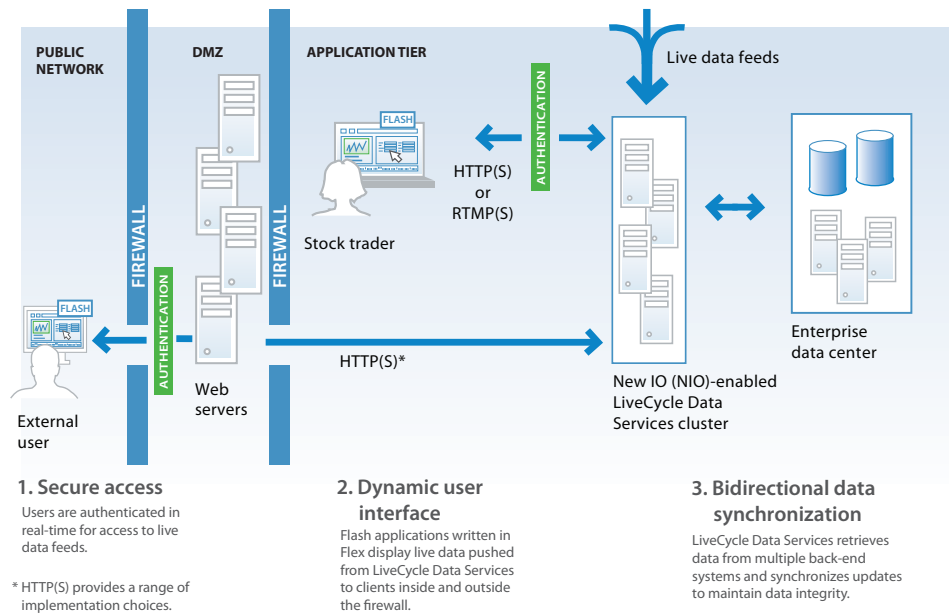 PUBLIC
NETWORK
DMZ
APPLICATION TIER
Live data feeds
FLASH
AUTHENTICATION
HTTP(S)
or
RTMP(S)
Stock trader
FIREWALL
FIREWALL
FLASH
AUTHENTICATION
External
user
Web
servers
HTTP(S)*
New IO (NIO)-enabled
LiveCycle Data
Services cluster
Enterprise
data center
1. Secure access
Users are authenticated in
real-time for access to live
data feeds.
* HTTP(S) provides a range of
implementation choices.
2. Dynamic user
interface
Flash applications written in
Flex display live data pushed
from LiveCycle Data Services
to clients inside and outside
the firewall.
3. Bidirectional data
synchronization
LiveCycle Data Services retrieves
data from multiple back-end
systems and synchronizes updates
to maintain data integrity.